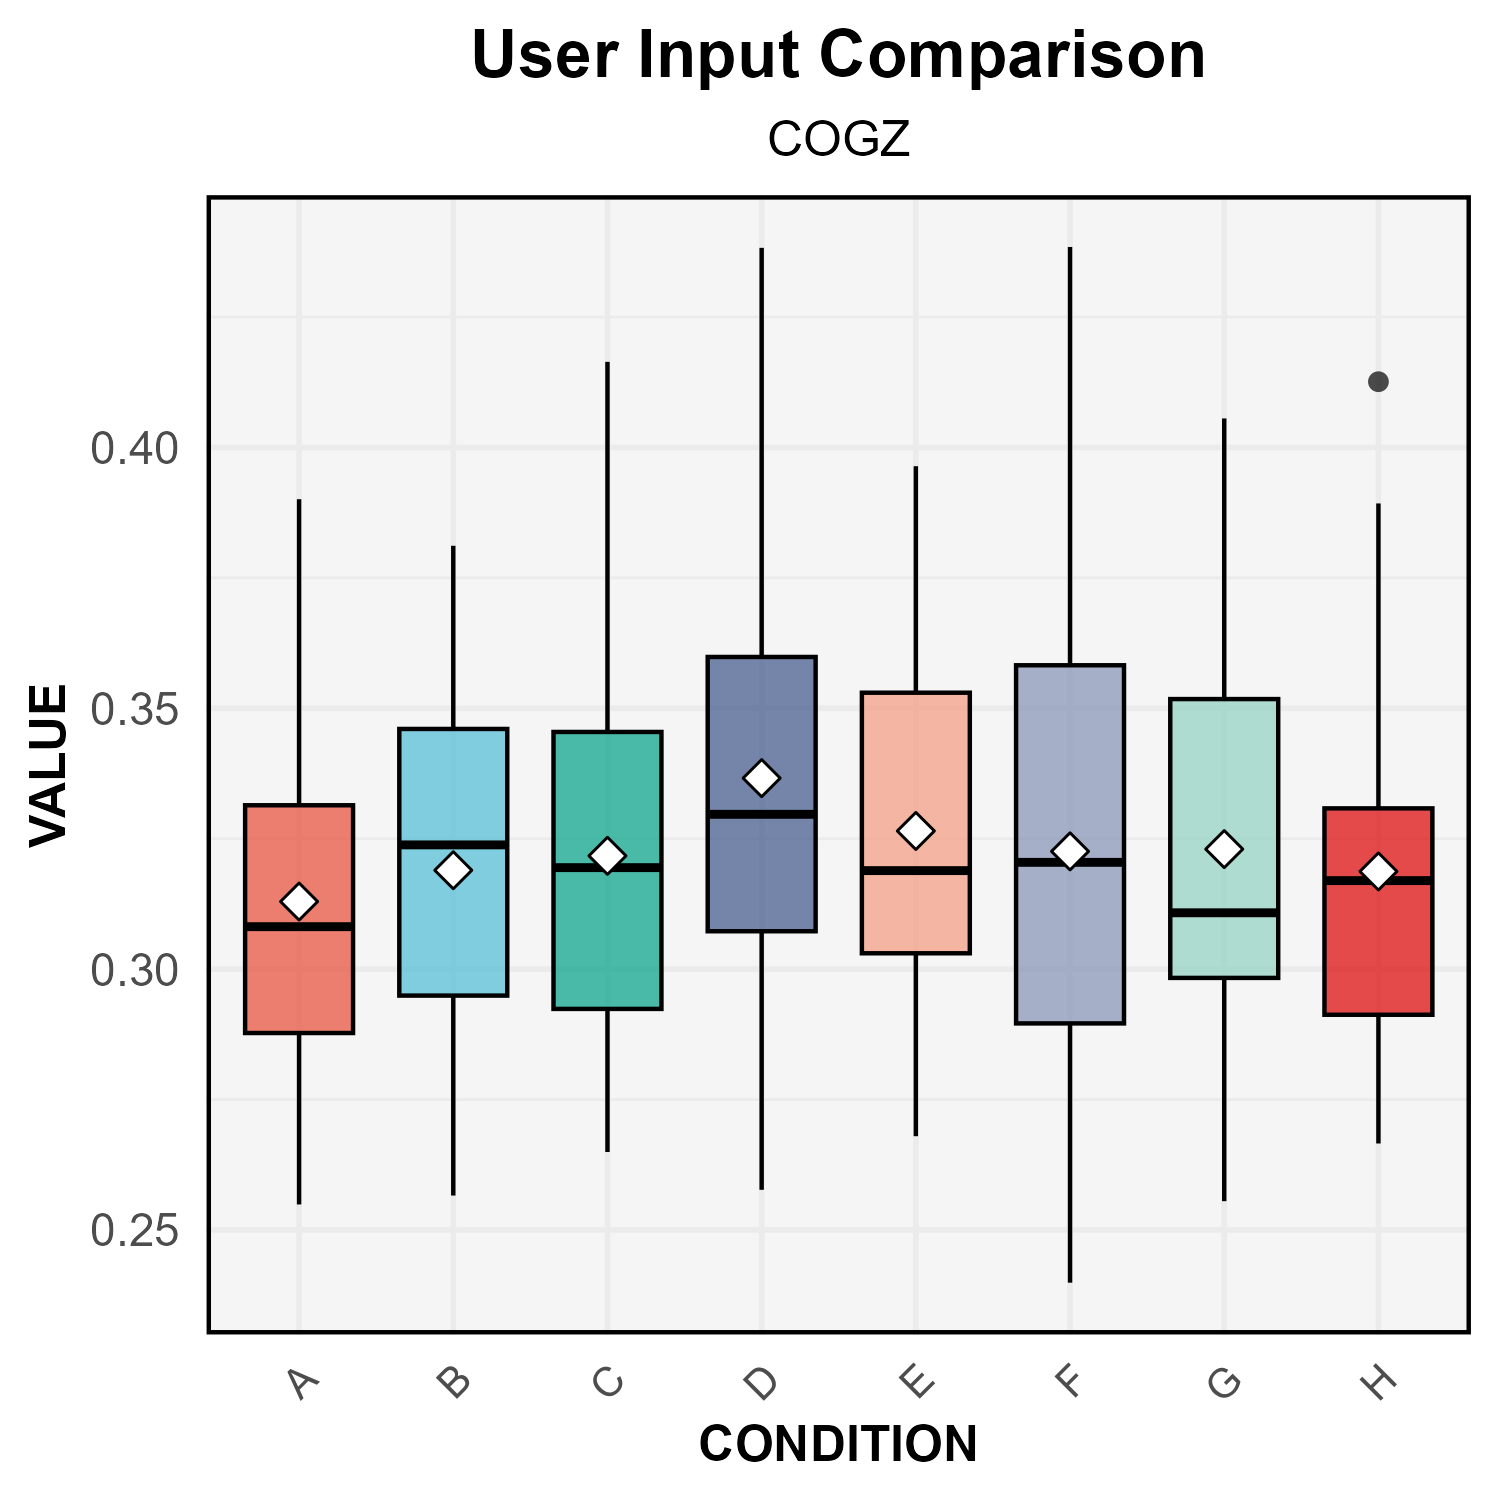 User Input Comparison
COGZ
VALUE
0.40
0.35
0.30
0.25
A B C D E F G H
CONDITION